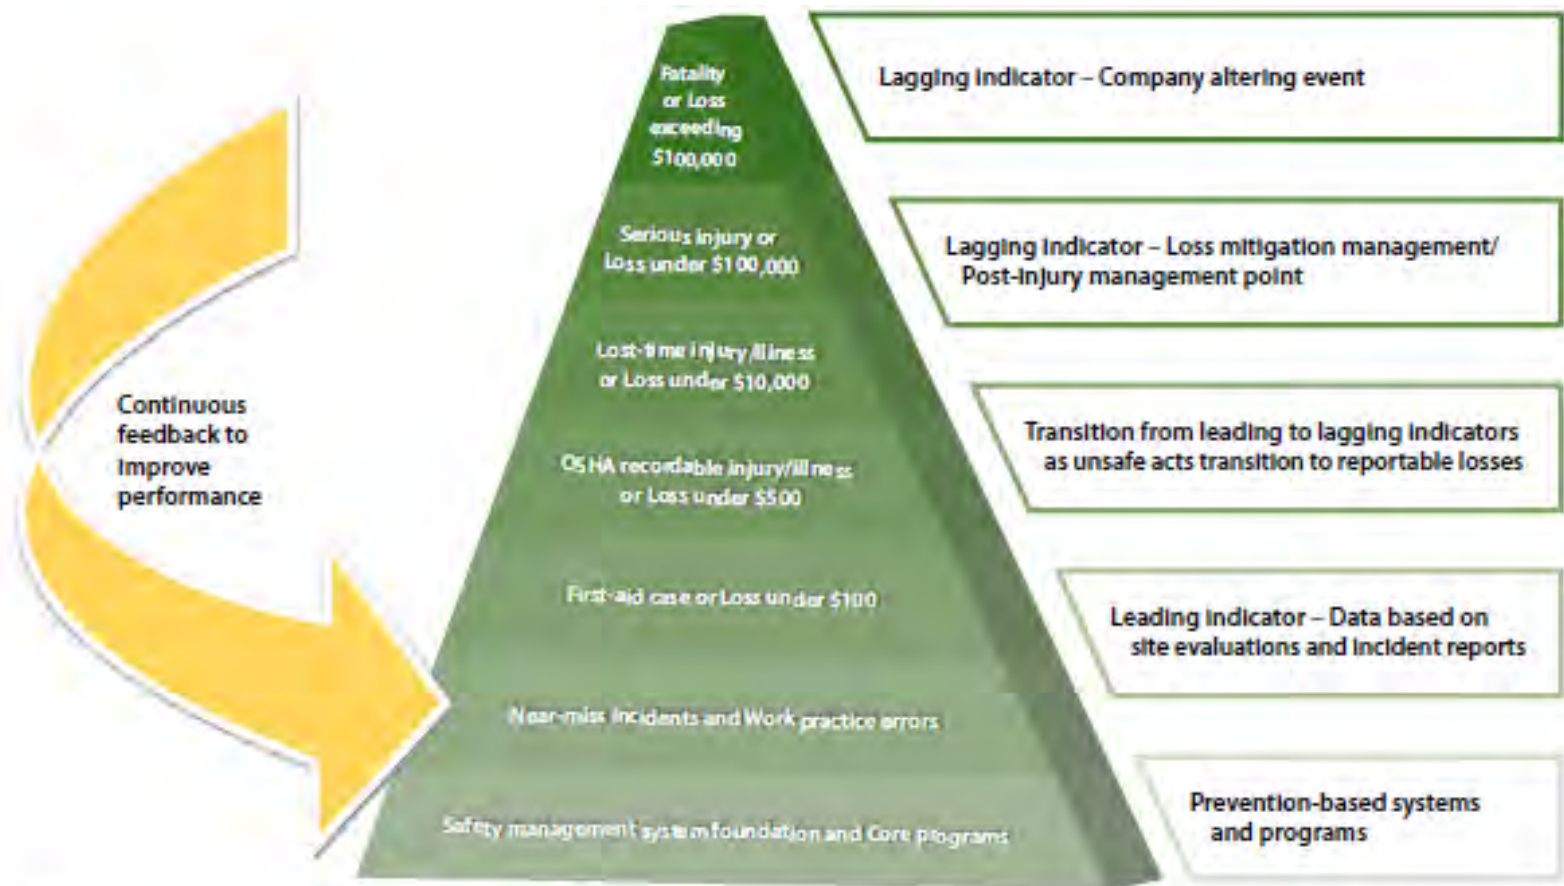 Fatality
or Loss
exceeding
$100,000
Lagging indicator – Company altering event
Serious injury or
Loss under $100,000
Lagging indicator – Loss mitigation management/
Post-injury management point
Lost-time injury/illness
or Loss under $10,000
Continuous
feedback to
improve
performance
Transition from leading to lagging indicators
as unsafe acts transition to reportable losses
OSHA recordable injury/illness
or Loss under $500
First-aid case or Loss under $100
Leading indicator – Data based on
site evaluations and incident reports
Near-miss incidents and Work practice errors
Safety management system foundation and Core programs
Prevention-based systems
and programs